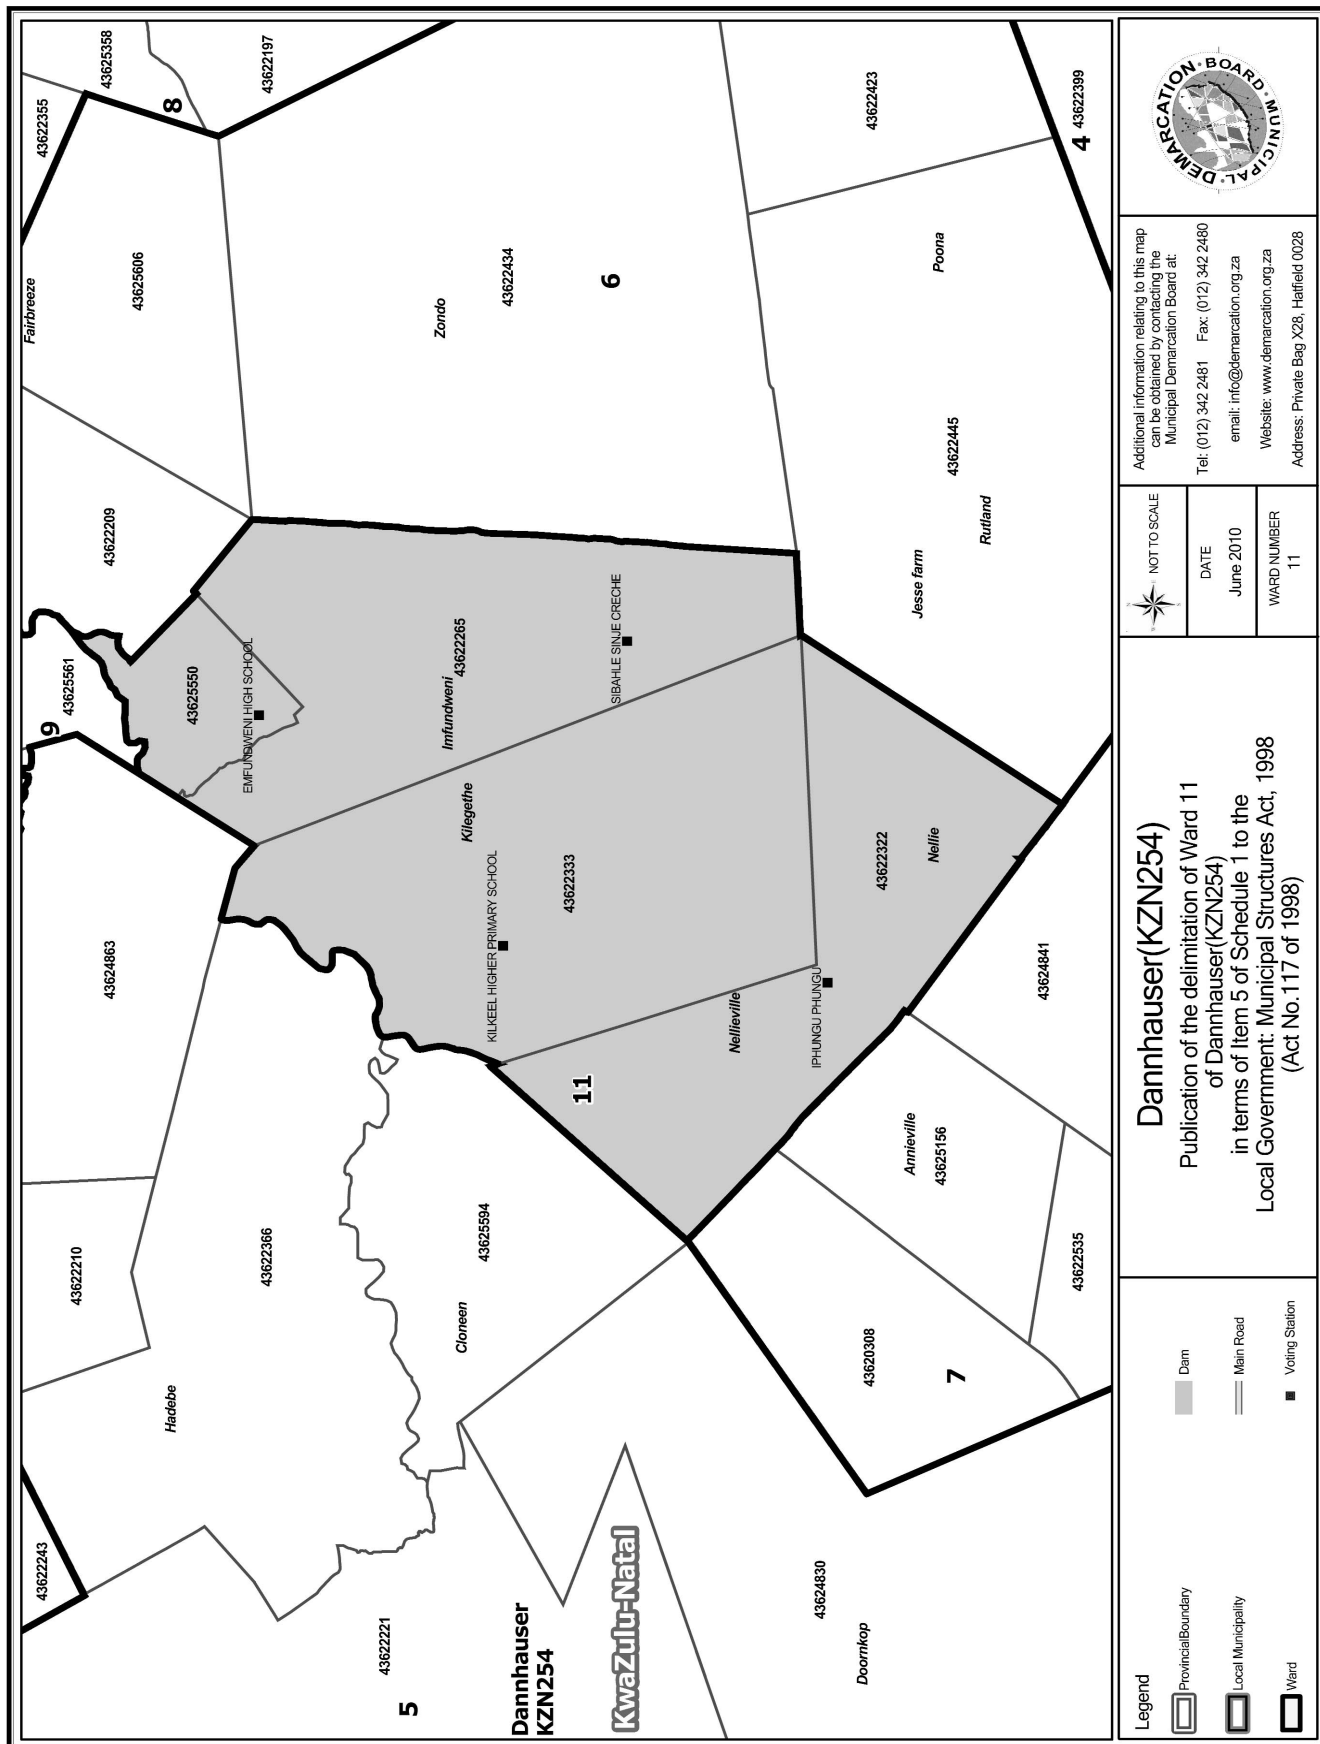 43622243
43622210
43624863
9
43625561
43622209
Fairbreeze
43622355
43625358
8
43622197
Hadebe
43622366
43625550
EMFUNDWENI HIGH SCHOOL
43625606
5
43622221
Cloneen
43625594
KILKEEL HIGHER PRIMARY SCHOOL
Kilegethe
Imfundweni
43622265
Zondo
43622434
Dannhauser
KZN254
KwaZulu-Natal
11
43622333
SIBAHLE SINJE CRECHE
6
Nellieville
IPHUNGU PHUNGU
43624830
Doornkop
43620308
7
Annieville
43625156
43622322
Nellie
Jesse farm
Rutland
43622445
Poona
43622423
43622535
43624841
4
43622399
Legend
ProvincialBoundary
Local Municipality
Ward
Dam
Main Road
Voting Station
Dannhauser(KZN254)
Publication of the delimitation of Ward 11
of Dannhauser(KZN254)
in terms of Item 5 of Schedule 1 to the
Local Government: Municipal Structures Act, 1998
(Act No.117 of 1998)
NOT TO SCALE
DATE
June 2010
WARD NUMBER
11
Additional information relating to this map
can be obtained by contacting the
Municipal Demarcation Board at:
Tel: (012) 342 2481 Fax: (012) 342 2480
email: info@demarcation.org.za
Website: www.demarcation.org.za
Address: Private Bag X28, Hatfield 0028
MUNICIPAL · DEMARCATION · BOARD